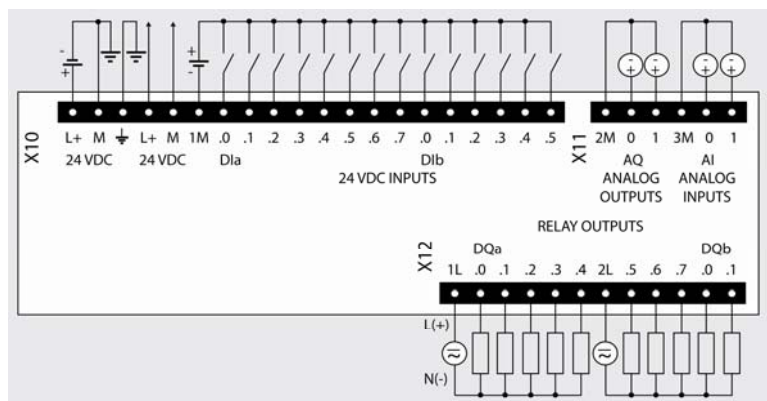 X10
L+ M ⏚ L+ M 1M .0 .1 .2 .3 .4 .5 .6 .7 .0 .1 .2 .3 .4 .5
24 VDC 24 VDC DIa DIb
24 VDC INPUTS
X11
2M 0 1 3M 0 1
AQ AI
ANALOG ANALOG
OUTPUTS INPUTS
RELAY OUTPUTS
X12
DQa DQb
1L .0 .1 .2 .3 .4 2L .5 .6 .7 .0 .1
L(+)
N(-)